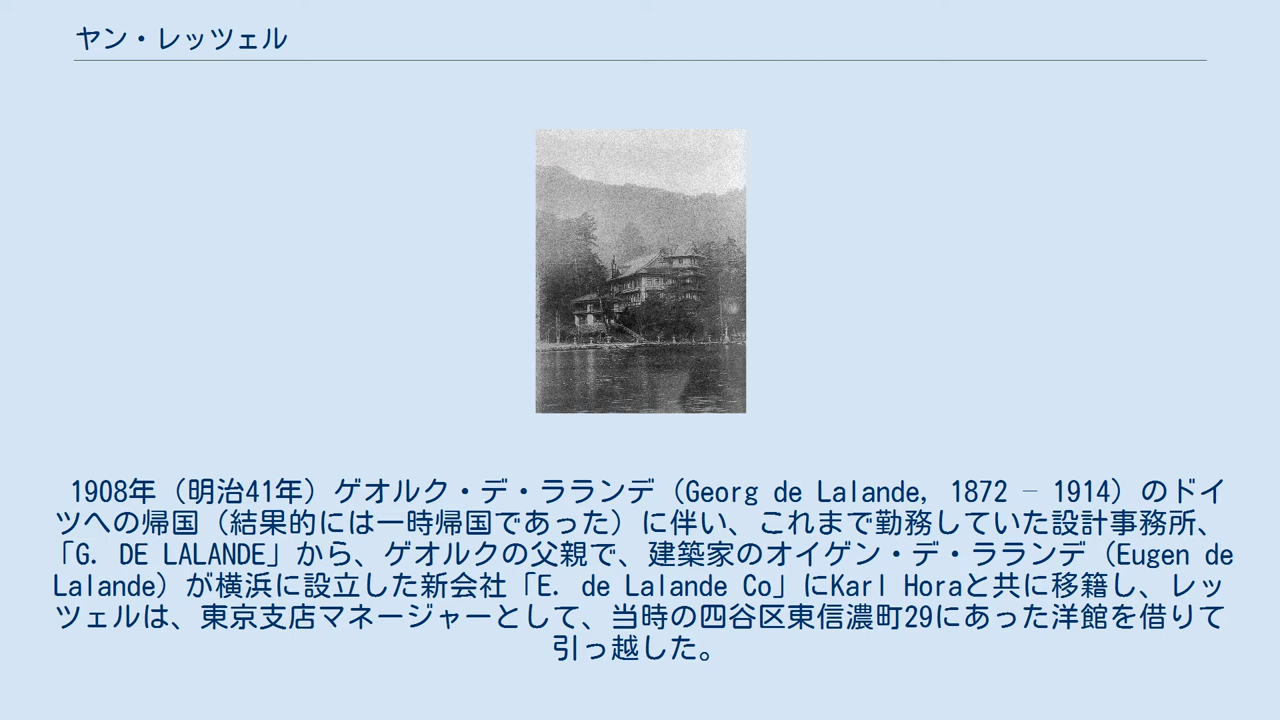 ヤン・レッツェル
1908年（明治41年）ゲオルク・デ・ラランデ（Georg de Lalande, 1872 – 1914）のドイ
ツへの帰国（結果的には一時帰国であった）に伴い、これまで勤務していた設計事務所、
「G. DE LALANDE」から、ゲオルクの父親で、建築家のオイゲン・デ・ラランデ（Eugen de
Lalande）が横浜に設立した新会社「E. de Lalande Co」にKarl Horaと共に移籍し、レッ
ツェルは、東京支店マネージャーとして、当時の四谷区東信濃町29にあった洋館を借りて
引っ越した。